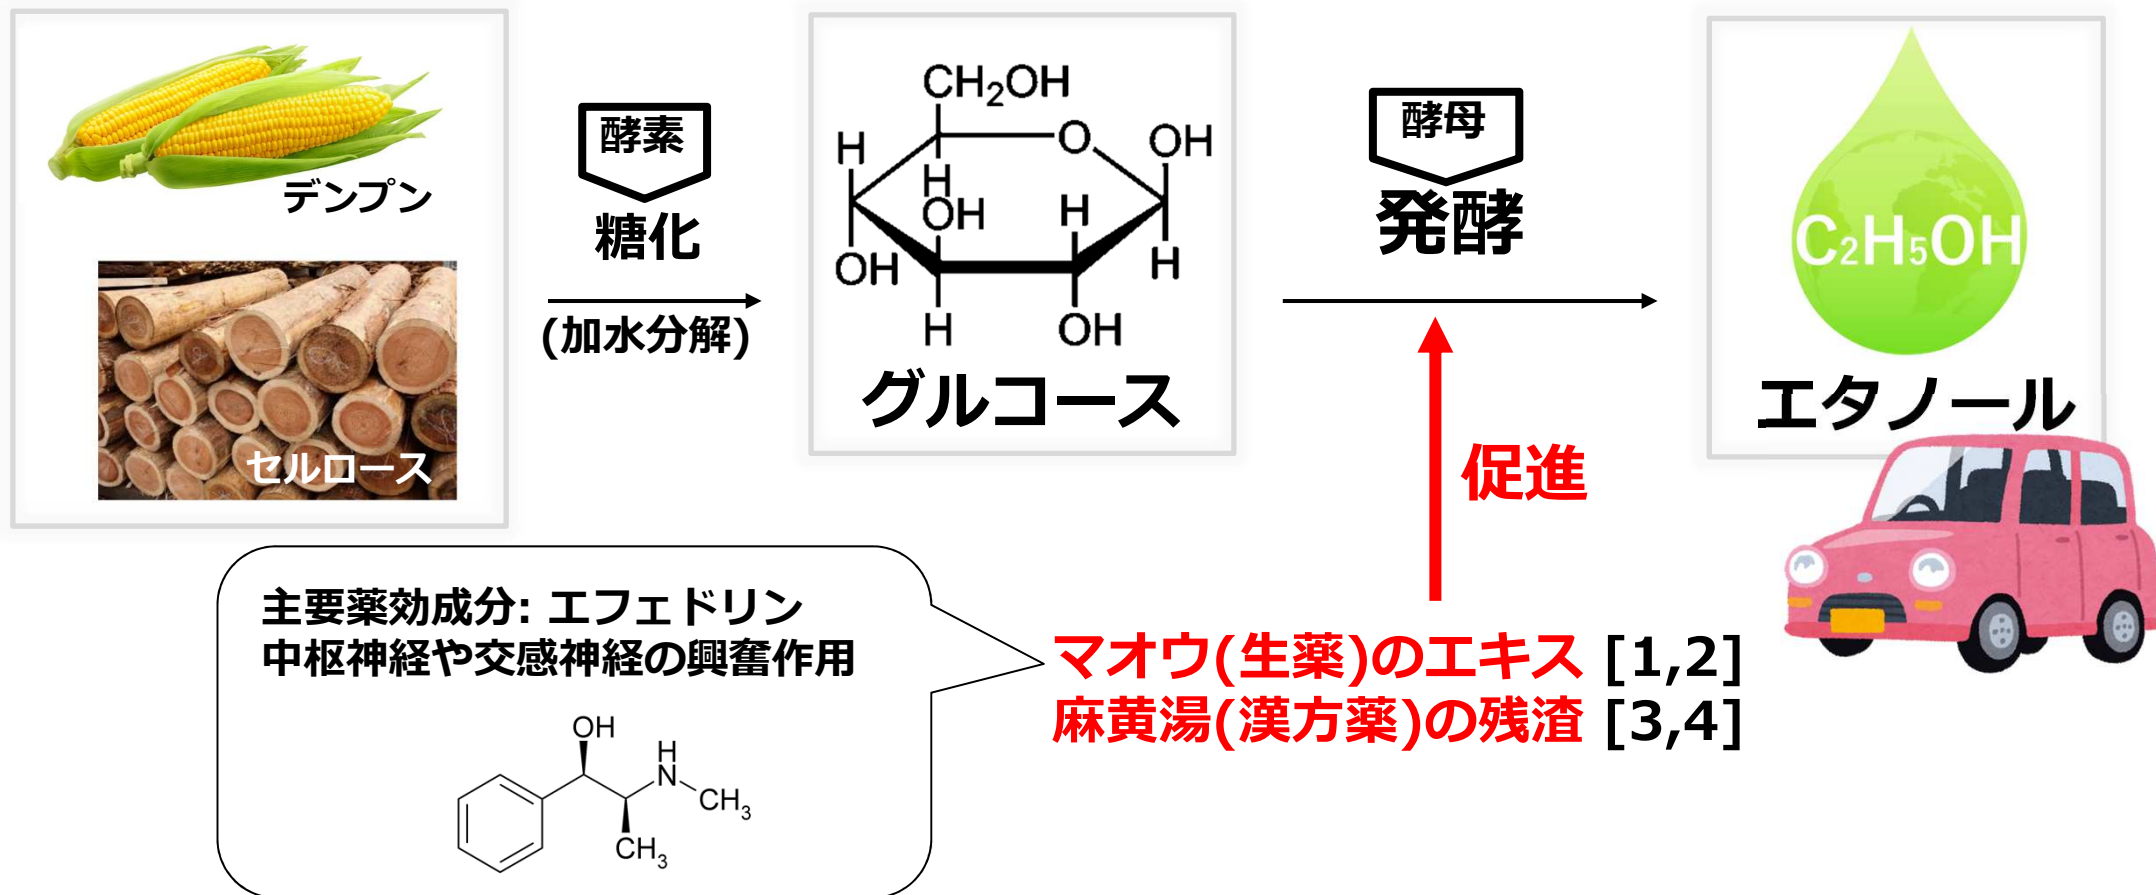 デンプン
セルロース
酵素
糖化
(加水分解)
CH₂OH
H
O
OH
H
OH
H
OH
H
H
OH
グルコース
酵母
発酵
C₂H₅OH
エタノール
促進
マオウ(生薬)のエキス [1,2]
麻黄湯(漢方薬)の残渣 [3,4]
主要薬効成分: エフェドリン
中枢神経や交感神経の興奮作用
OH
H
N
CH₃
CH₃